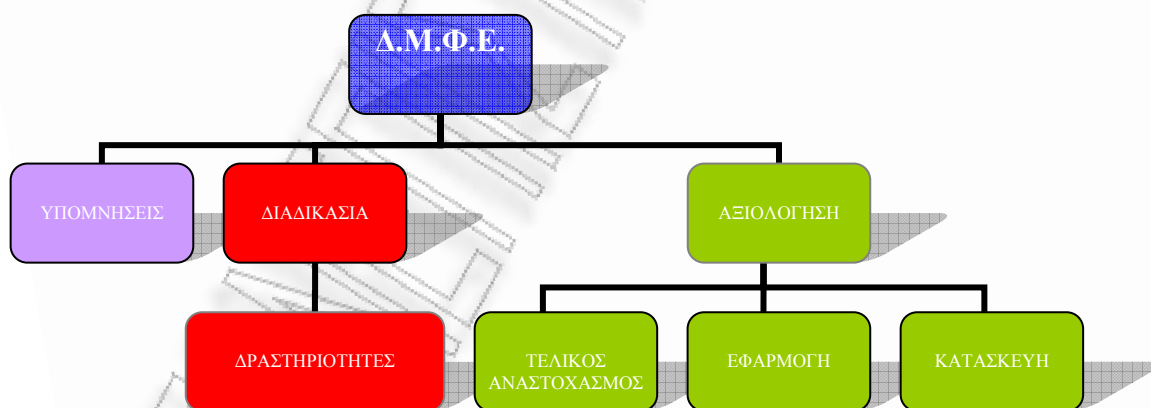 Δ.Μ.Φ.Ε.
ΥΠΟΜΝΗΣΕΙΣ
ΔΙΑΔΙΚΑΣΙΑ
ΑΞΙΟΛΟΓΗΣΗ
ΔΡΑΣΤΗΡΙΟΤΗΤΕΣ
ΤΕΛΙΚΟΣ
ΑΝΑΣΤΟΧΑΣΜΟΣ
ΕΦΑΡΜΟΓΗ
ΚΑΤΑΣΚΕΥΗ